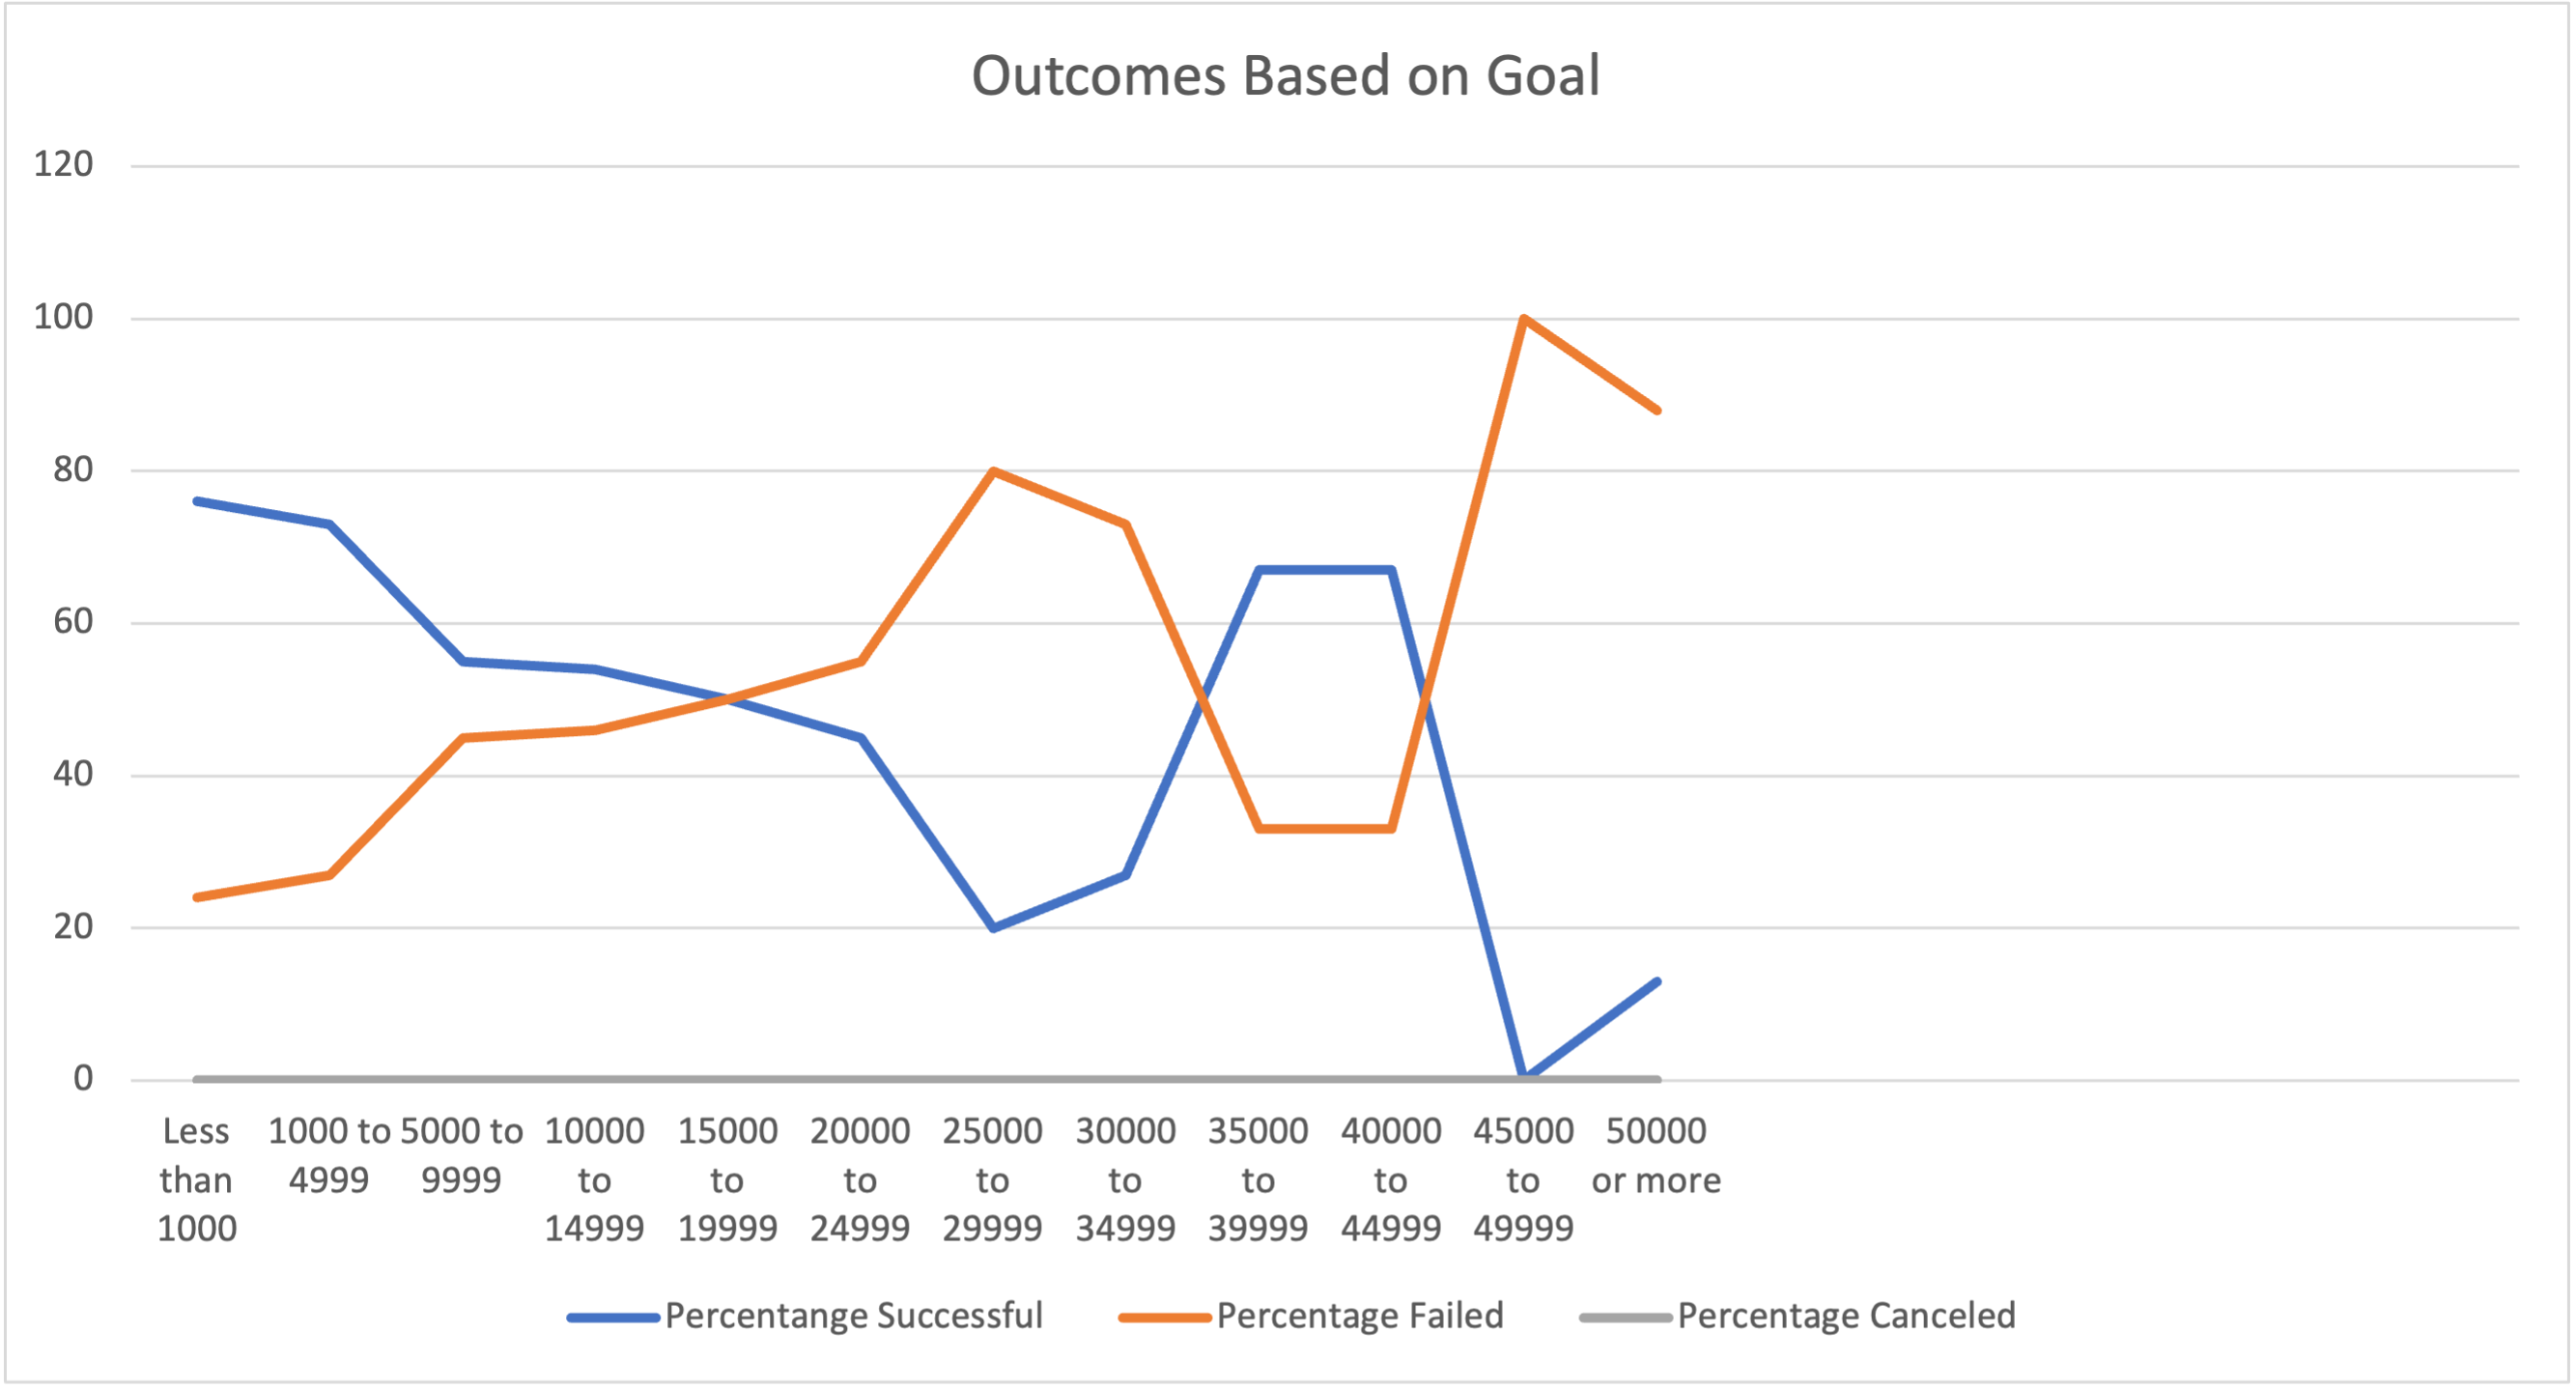 Outcomes Based on Goal
120
100
80
60
40
20
0
Less than 1000
1000 to 4999
5000 to 9999
10000 to 14999
15000 to 19999
20000 to 24999
25000 to 29999
30000 to 34999
35000 to 39999
40000 to 44999
45000 to 49999
50000 or more
Percentange Successful
Percentage Failed
Percentage Canceled